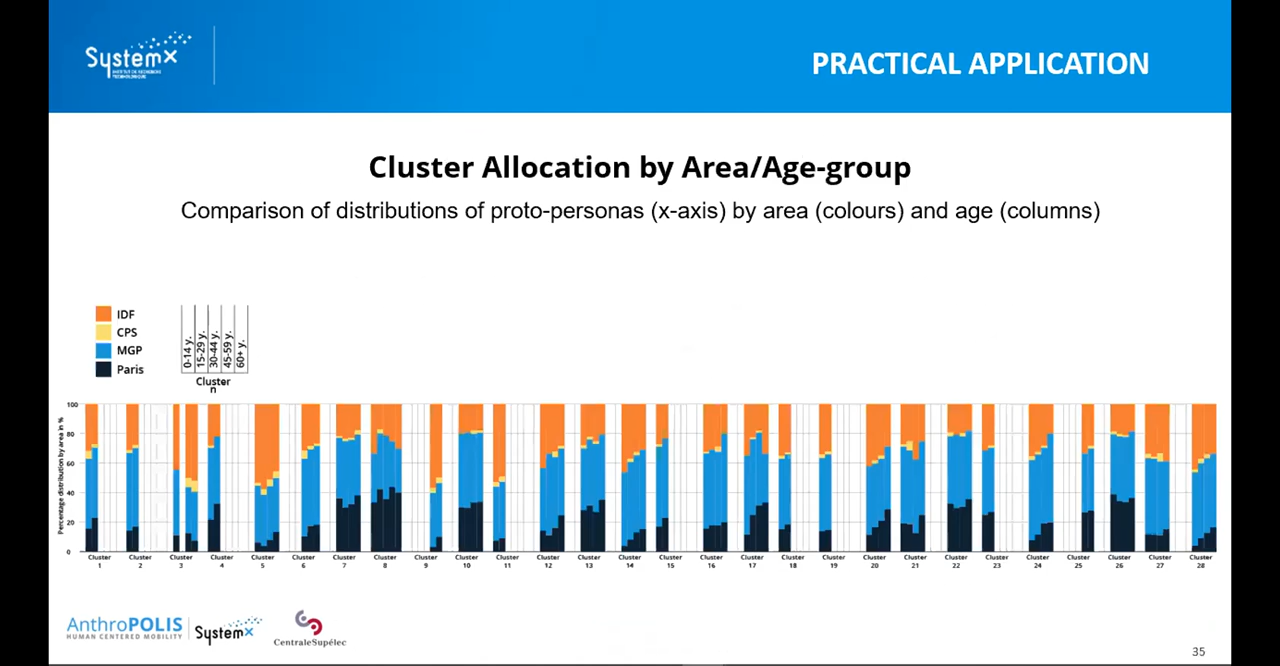 SystemX
INSTITUT DE RECHERCHE
TECHNOLOGIQUE
PRACTICAL APPLICATION
Cluster Allocation by Area/Age-group
Comparison of distributions of proto-personas (x-axis) by area (colours) and age (columns)
IDF
CPS
MGP
Paris
0-14 y.
15-29 y.
30-44 y.
45-59 y.
60+ y.
Cluster
n
Percentage distribution by area in %
100
80
60
40
20
0
Cluster Cluster Cluster Cluster Cluster Cluster Cluster Cluster Cluster Cluster Cluster Cluster Cluster Cluster Cluster Cluster Cluster Cluster Cluster Cluster Cluster Cluster Cluster Cluster Cluster Cluster Cluster Cluster
1 2 3 4 5 6 7 8 9 10 11 12 13 14 15 16 17 18 19 20 21 22 23 24 25 26 27 28
AnthroPOLIS
HUMAN CENTERED MOBILITY
SystemX
CentraleSupélec
35